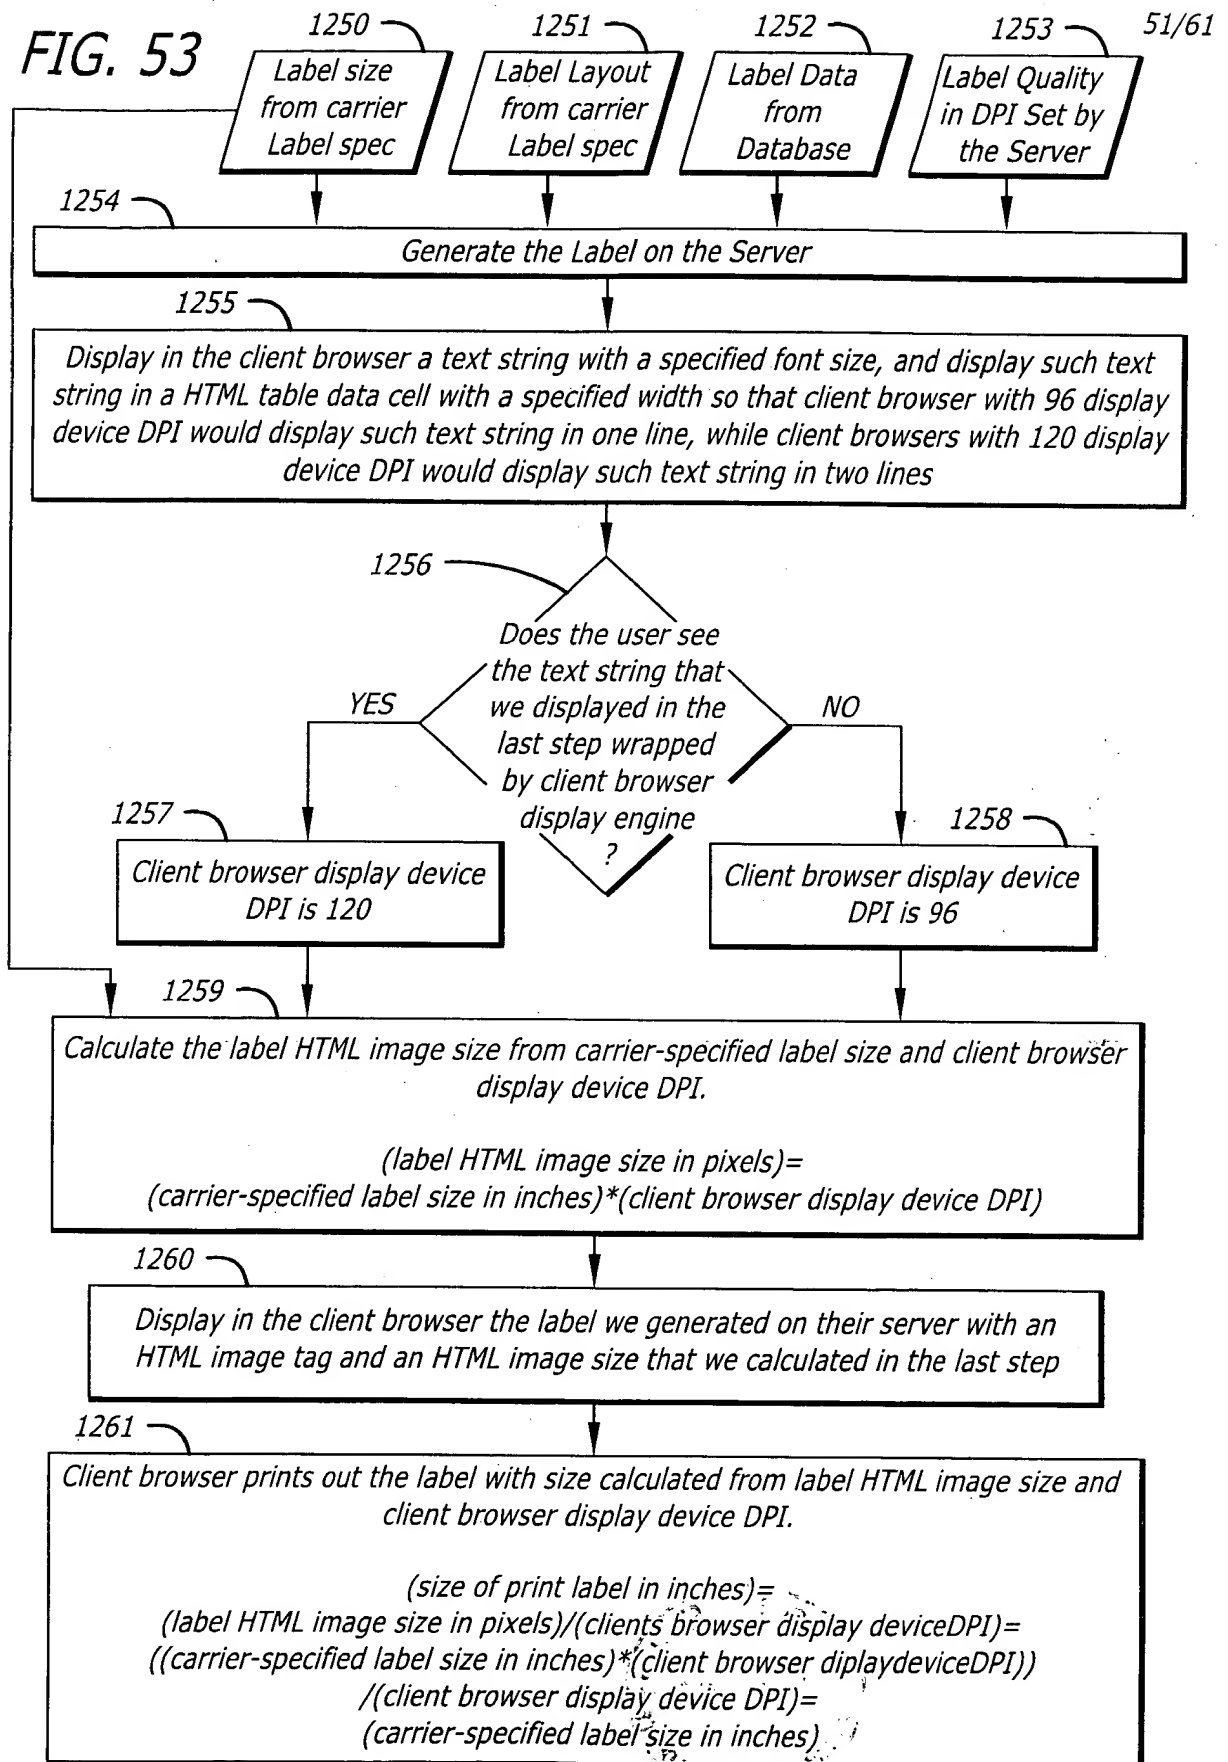 FIG. 53
51/61
1250
Label size
from carrier
Label spec
1251
Label Layout
from carrier
Label spec
1252
Label Data
from
Database
1253
Label Quality
in DPI Set by
the Server
1254
Generate the Label on the Server
1255
Display in the client browser a text string with a specified font size, and display such text
string in a HTML table data cell with a specified width so that client browser with 96 display
device DPI would display such text string in one line, while client browsers with 120 display
device DPI would display such text string in two lines
1256
Does the user see
the text string that
we displayed in the
last step wrapped
by client browser
display engine
?
YES
NO
1257
Client browser display device
DPI is 120
1258
Client browser display device
DPI is 96
1259
Calculate the label HTML image size from carrier-specified label size and client browser
display device DPI.
(label HTML image size in pixels)=
(carrier-specified label size in inches)*(client browser display device DPI)
1260
Display in the client browser the label we generated on their server with an
HTML image tag and an HTML image size that we calculated in the last step
1261
Client browser prints out the label with size calculated from label HTML image size and
client browser display device DPI.
(size of print label in inches)=
(label HTML image size in pixels)/(clients browser display deviceDPI)=
((carrier-specified label size in inches)*(client browser diplaydeviceDPI))
/(client browser display device DPI)=
(carrier-specified label size in inches)